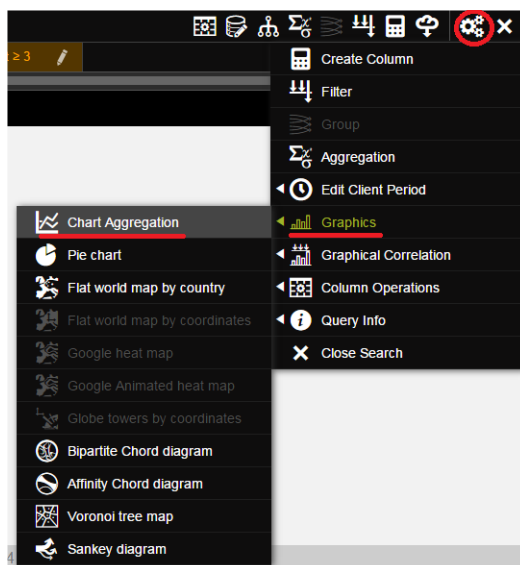 ≥ 3
Create Column
Filter
Group
Aggregation
Edit Client Period
Graphics
Graphical Correlation
Column Operations
Query Info
Close Search
Chart Aggregation
Pie chart
Flat world map by country
Flat world map by coordinates
Google heat map
Google Animated heat map
Globe towers by coordinates
Bipartite Chord diagram
Affinity Chord diagram
Voronoi tree map
Sankey diagram
4